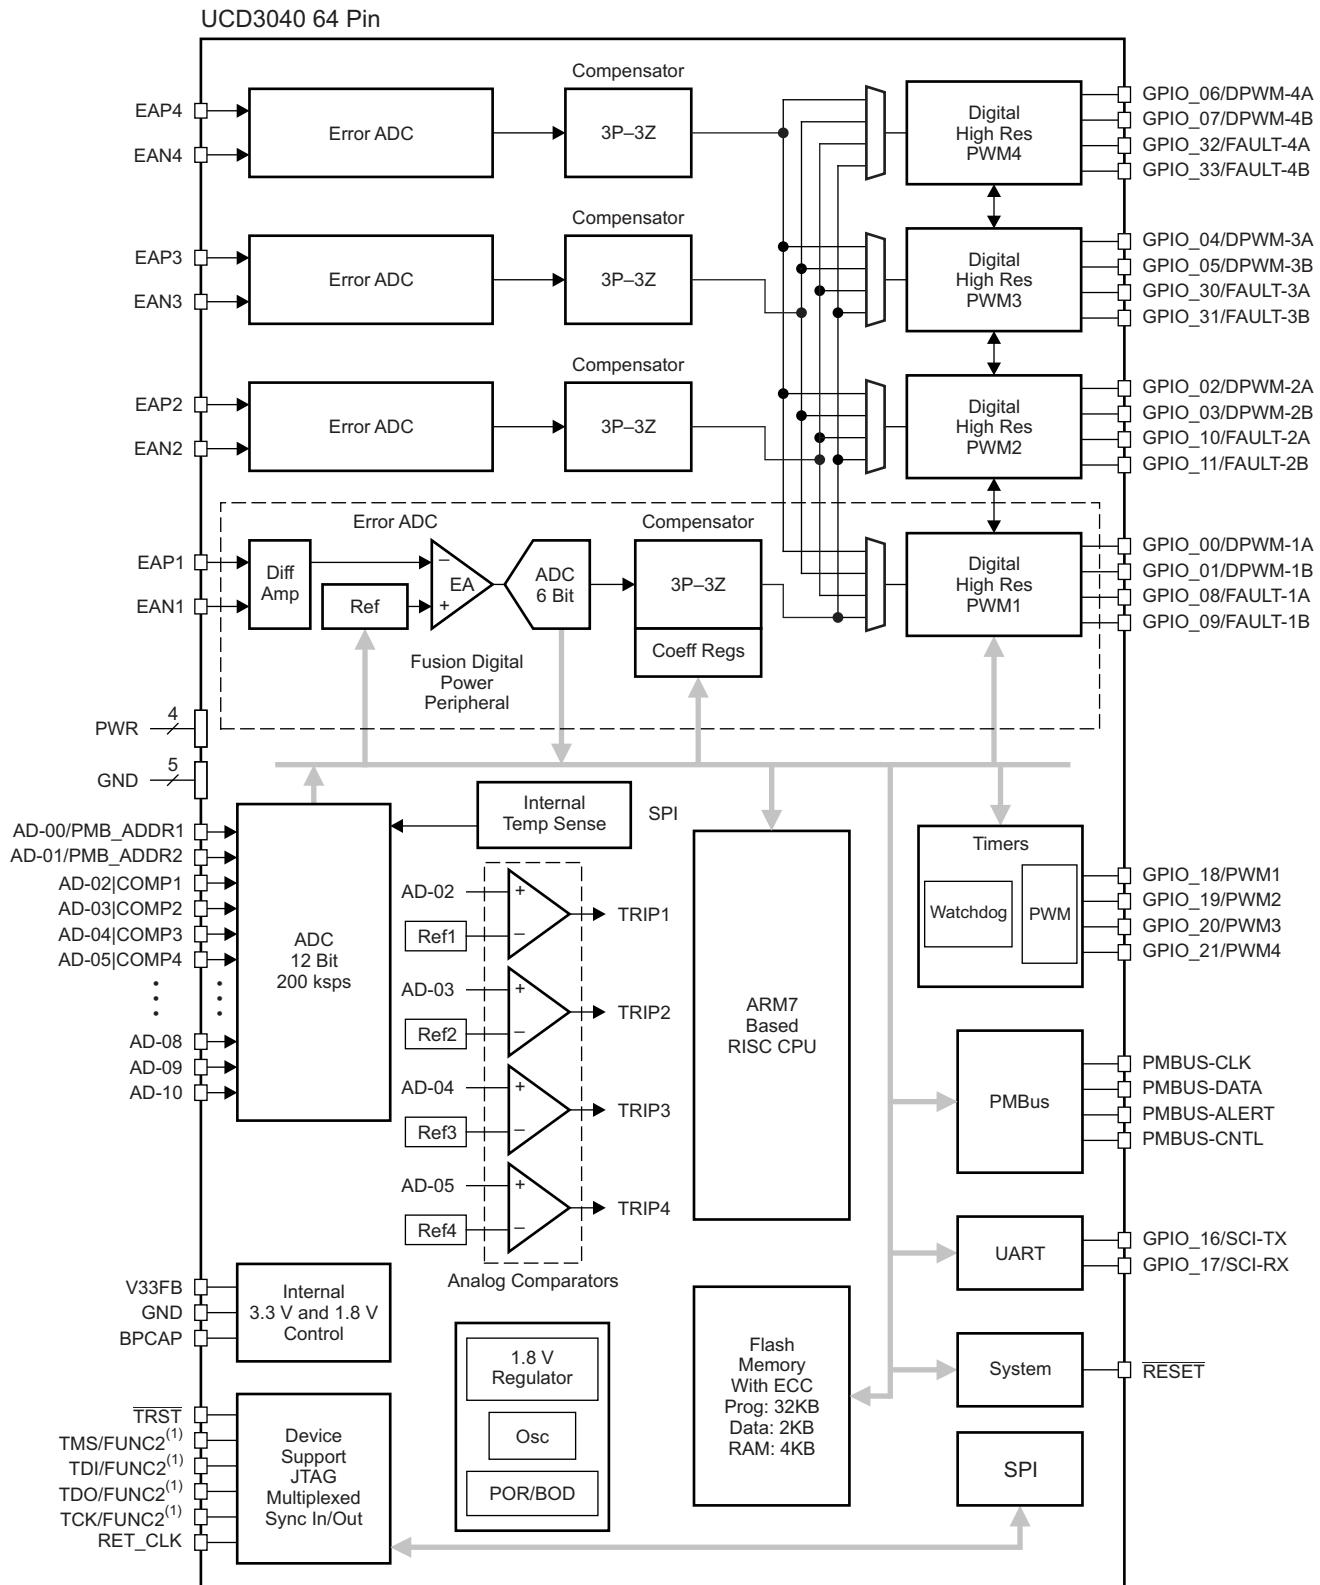 UCD3040 64 Pin
Compensator
EAP4
EAN4
Error ADC
3P–3Z
Digital
High Res
PWM4
GPIO_06/DPWM-4A
GPIO_07/DPWM-4B
GPIO_32/FAULT-4A
GPIO_33/FAULT-4B
Compensator
EAP3
EAN3
Error ADC
3P–3Z
Digital
High Res
PWM3
GPIO_04/DPWM-3A
GPIO_05/DPWM-3B
GPIO_30/FAULT-3A
GPIO_31/FAULT-3B
Compensator
EAP2
EAN2
Error ADC
3P–3Z
Digital
High Res
PWM2
GPIO_02/DPWM-2A
GPIO_03/DPWM-2B
GPIO_10/FAULT-2A
GPIO_11/FAULT-2B
Error ADC
Compensator
EAP1
EAN1
Diff
Amp
Ref
–
EA
+
ADC
6 Bit
3P–3Z
Coeff Regs
Digital
High Res
PWM1
GPIO_00/DPWM-1A
GPIO_01/DPWM-1B
GPIO_08/FAULT-1A
GPIO_09/FAULT-1B
Fusion Digital
Power
Peripheral
PWR
4
GND
5
AD-00/PMB_ADDR1
AD-01/PMB_ADDR2
AD-02|COMP1
AD-03|COMP2
AD-04|COMP3
AD-05|COMP4
AD-08
AD-09
AD-10
ADC
12 Bit
200 ksps
Internal
Temp Sense
SPI
AD-02
+
Ref1
–
TRIP1
AD-03
+
Ref2
–
TRIP2
AD-04
+
Ref3
–
TRIP3
AD-05
+
Ref4
–
TRIP4
Analog Comparators
ARM7
Based
RISC CPU
Timers
Watchdog
PWM
GPIO_18/PWM1
GPIO_19/PWM2
GPIO_20/PWM3
GPIO_21/PWM4
PMBus
PMBUS-CLK
PMBUS-DATA
PMBUS-ALERT
PMBUS-CNTL
UART
GPIO_16/SCI-TX
GPIO_17/SCI-RX
V33FB
GND
BPCAP
Internal
3.3 V and 1.8 V
Control
1.8 V
Regulator
Osc
POR/BOD
Flash
Memory
With ECC
Prog: 32KB
Data: 2KB
RAM: 4KB
System
RESET
SPI
TRST
TMS/FUNC2(1)
TDI/FUNC2(1)
TDO/FUNC2(1)
TCK/FUNC2(1)
RET_CLK
Device
Support
JTAG
Multiplexed
Sync In/Out